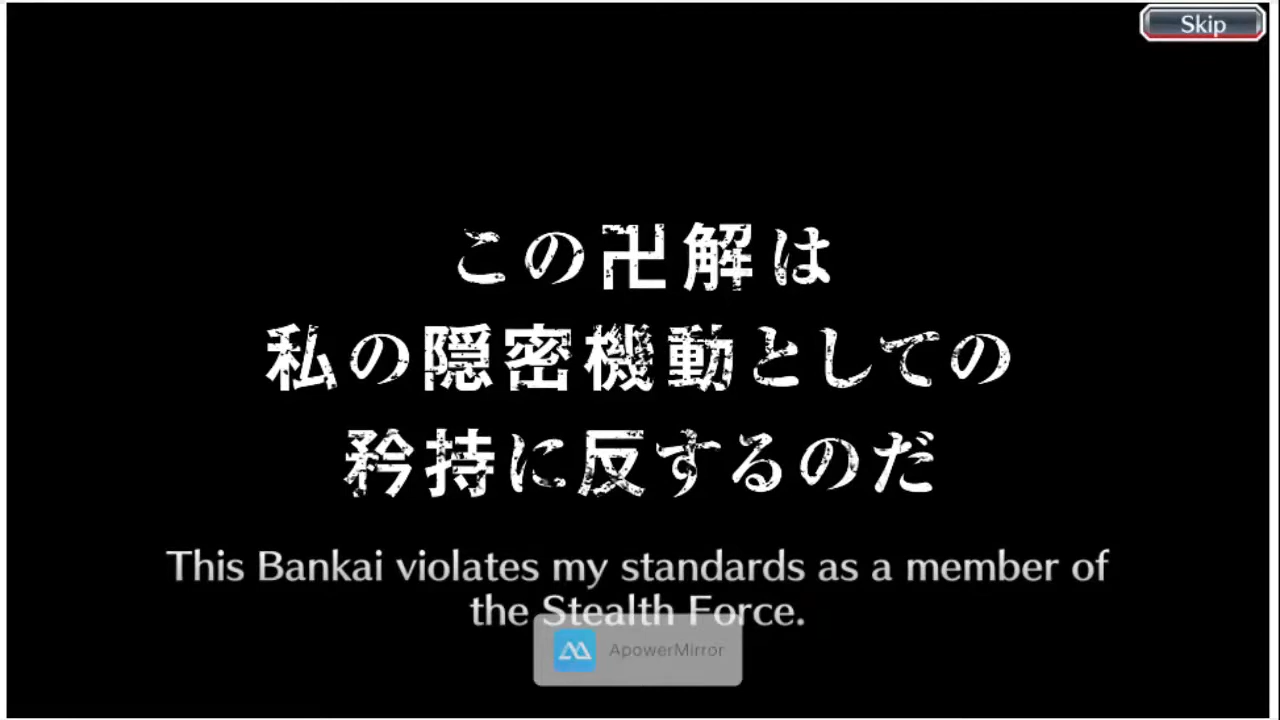 Skip
この卍解は
私の隠密機動としての
矜持に反するのだ
This Bankai violates my standards as a member of
the Stealth Force.
ApowerMirror